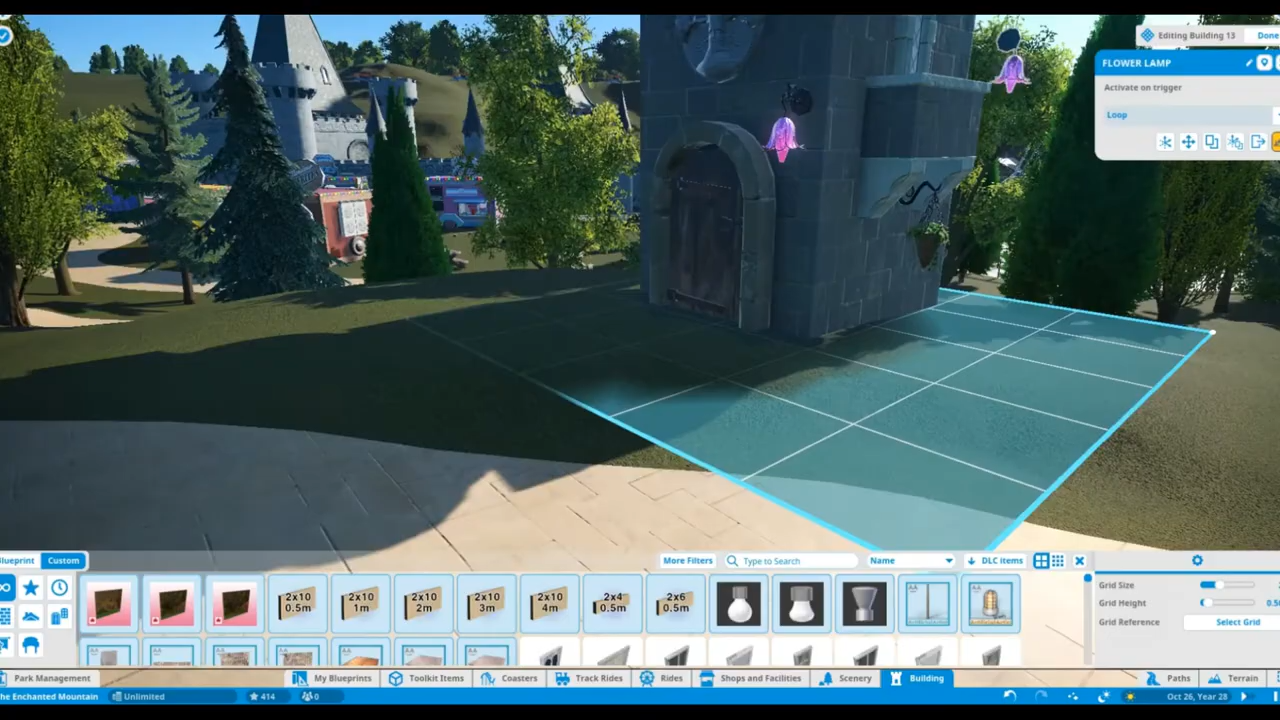 Editing Building 13
Done
FLOWER LAMP
Activate on trigger
Loop
Blueprint
Custom
More Filters
Type to Search
Name
DLC items
2x10 0.5m
2x10 1m
2x10 2m
2x10 3m
2x10 4m
2x4 0.5m
2x6 0.5m
Grid Size
Grid Height
Grid Reference
Select Grid
Park Management
My Blueprints
Toolkit Items
Coasters
Track Rides
Rides
Shops and Facilities
Scenery
Building
Paths
Terrain
The Enchanted Mountain
Unlimited
414
0
Oct 26, Year 28